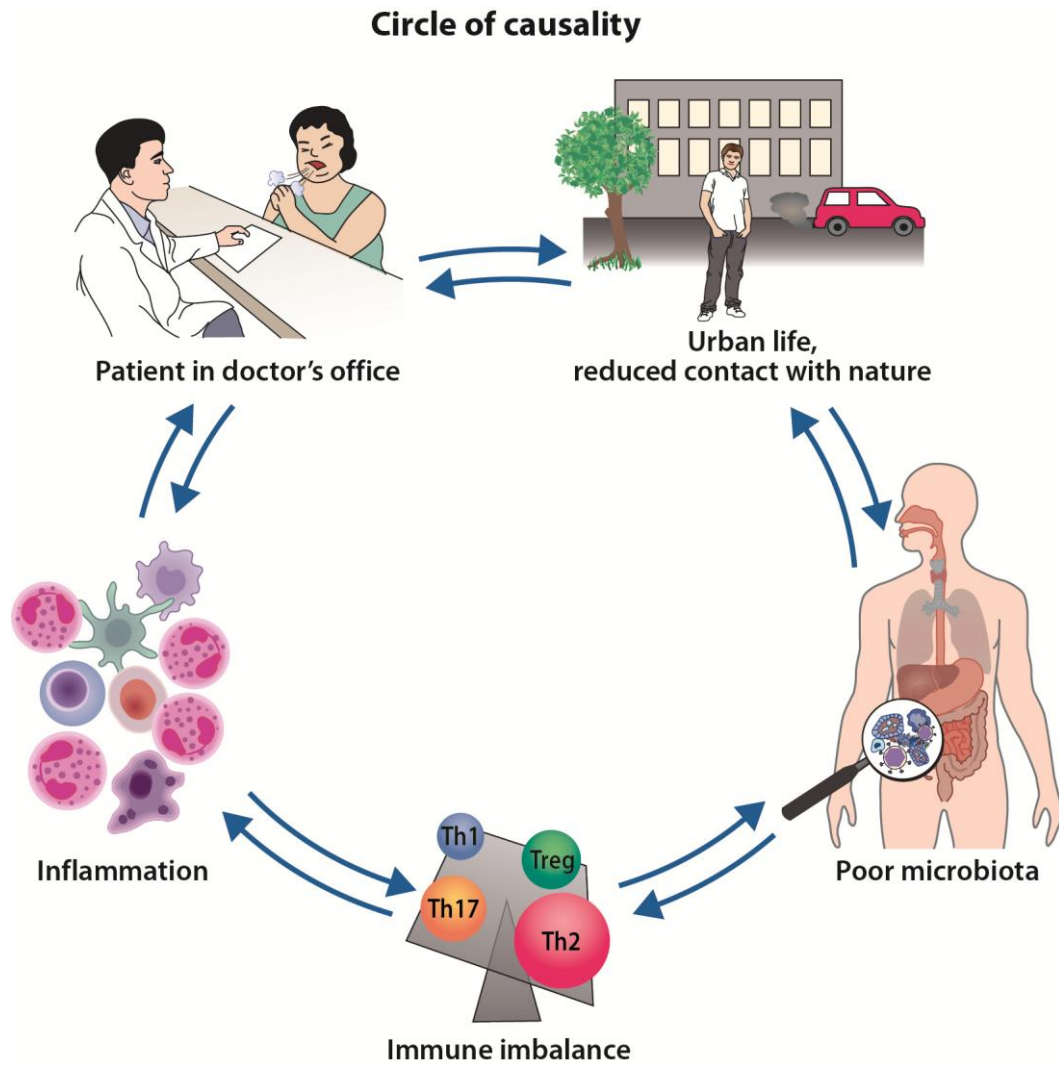 Circle of causality
Patient in doctor’s office
Urban life,
reduced contact with nature
Inflammation
Th1
Treg
Th17
Th2
Poor microbiota
Immune imbalance